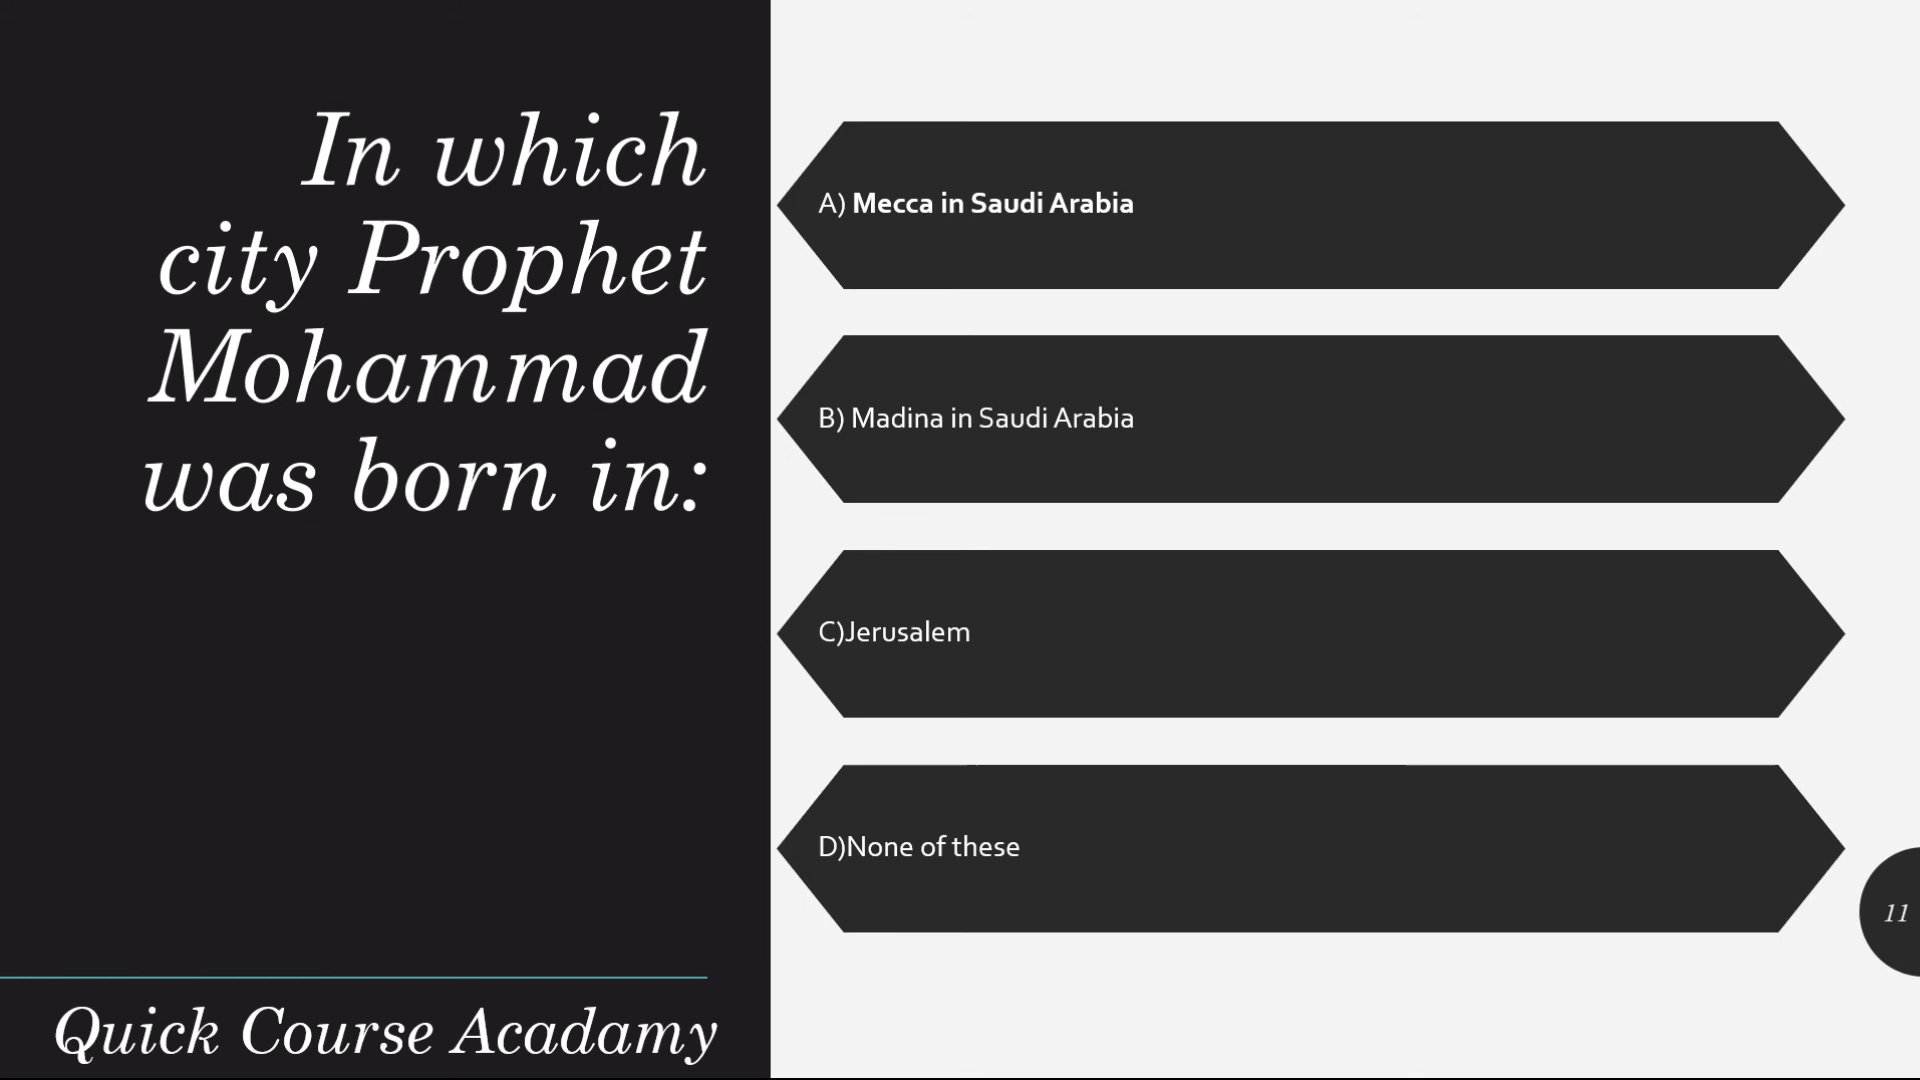 In which
city Prophet
Mohammad
was born in:
A) Mecca in Saudi Arabia
B) Madina in Saudi Arabia
C)Jerusalem
D)None of these
11
Quick Course Acadamy